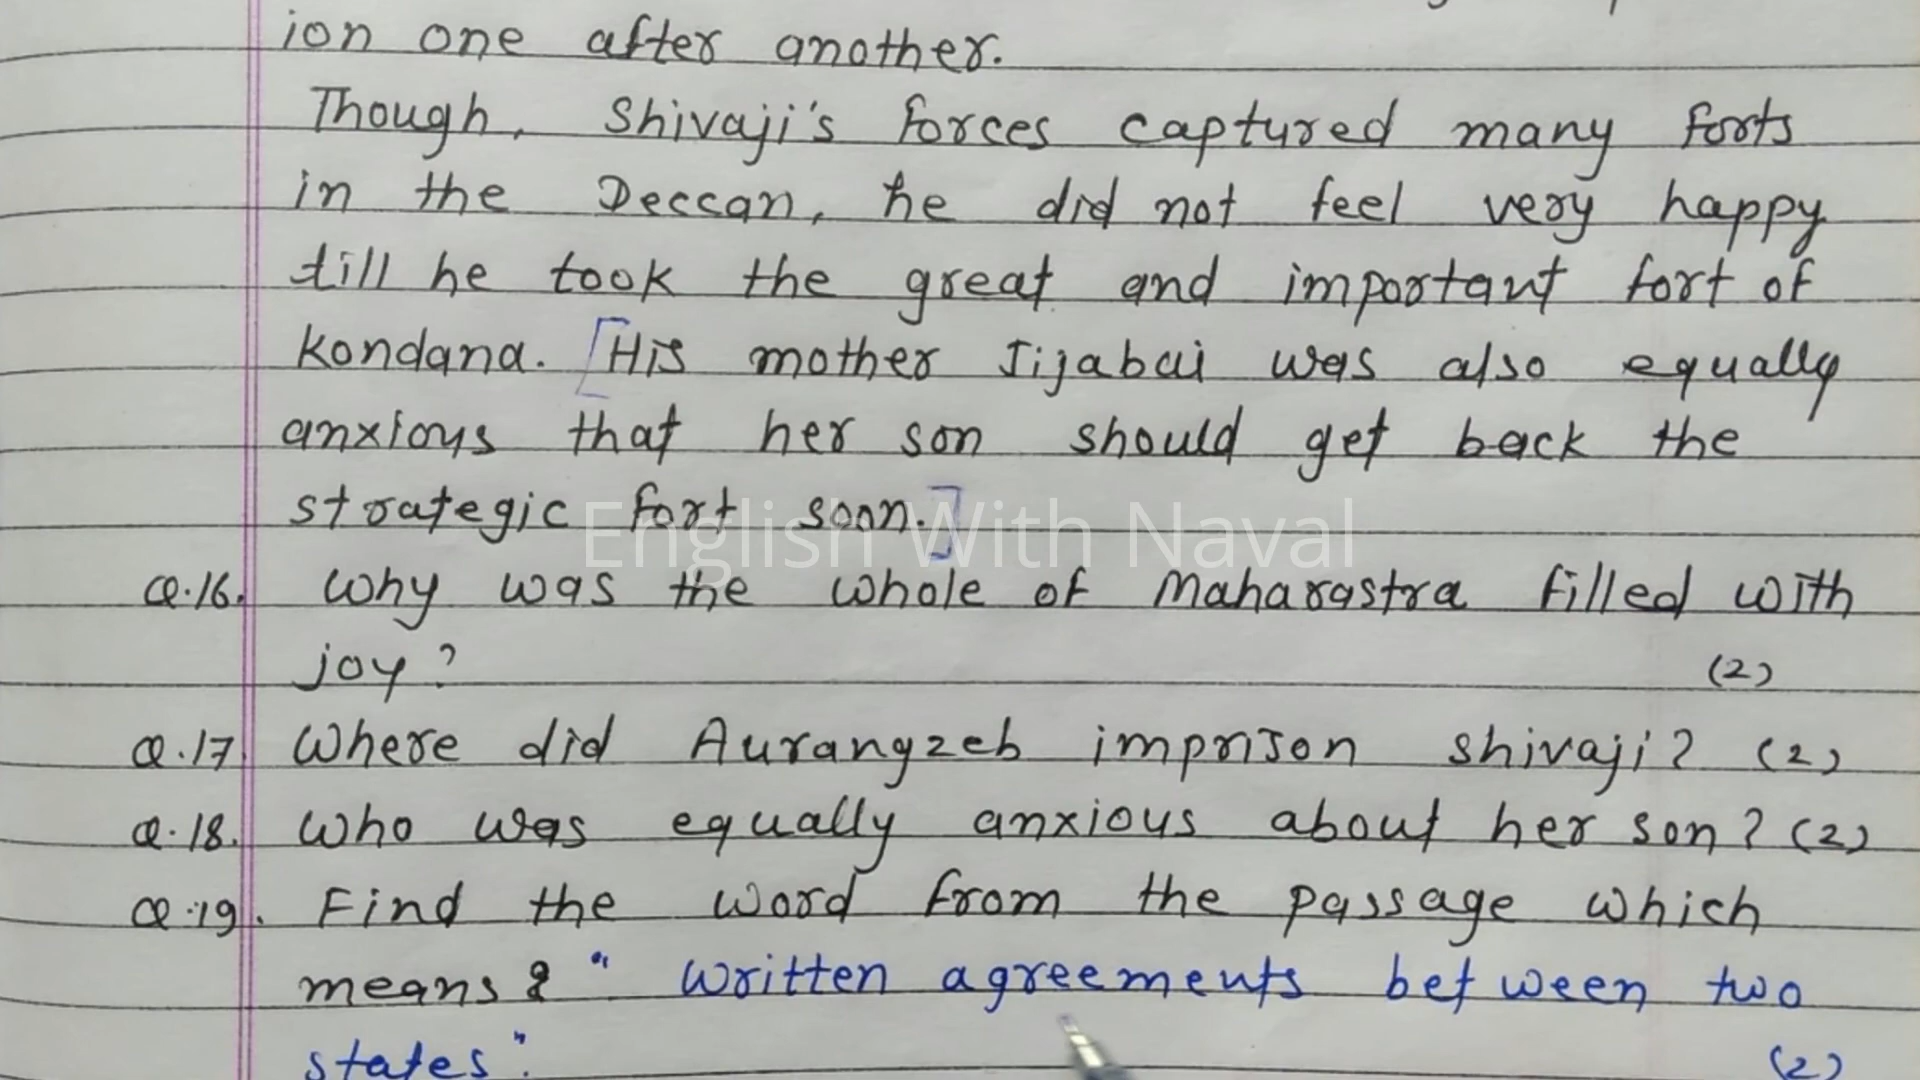 ion one after another.
Though, Shivaji's forces captured many forts
in the Deccan, he did not feel very happy
till he took the great and important fort of
Kondana. [His mother Jijabai was also equally
anxious that her son should get back the
strategic fort soon.]
English With Naval
Q.16. Why was the whole of Maharastra filled with
joy? (2)
Q.17. Where did Aurangzeb imprison Shivaji? (2)
Q.18. Who was equally anxious about her son? (2)
Q.19. Find the word from the passage which
means : "written agreements between two
states". (2)